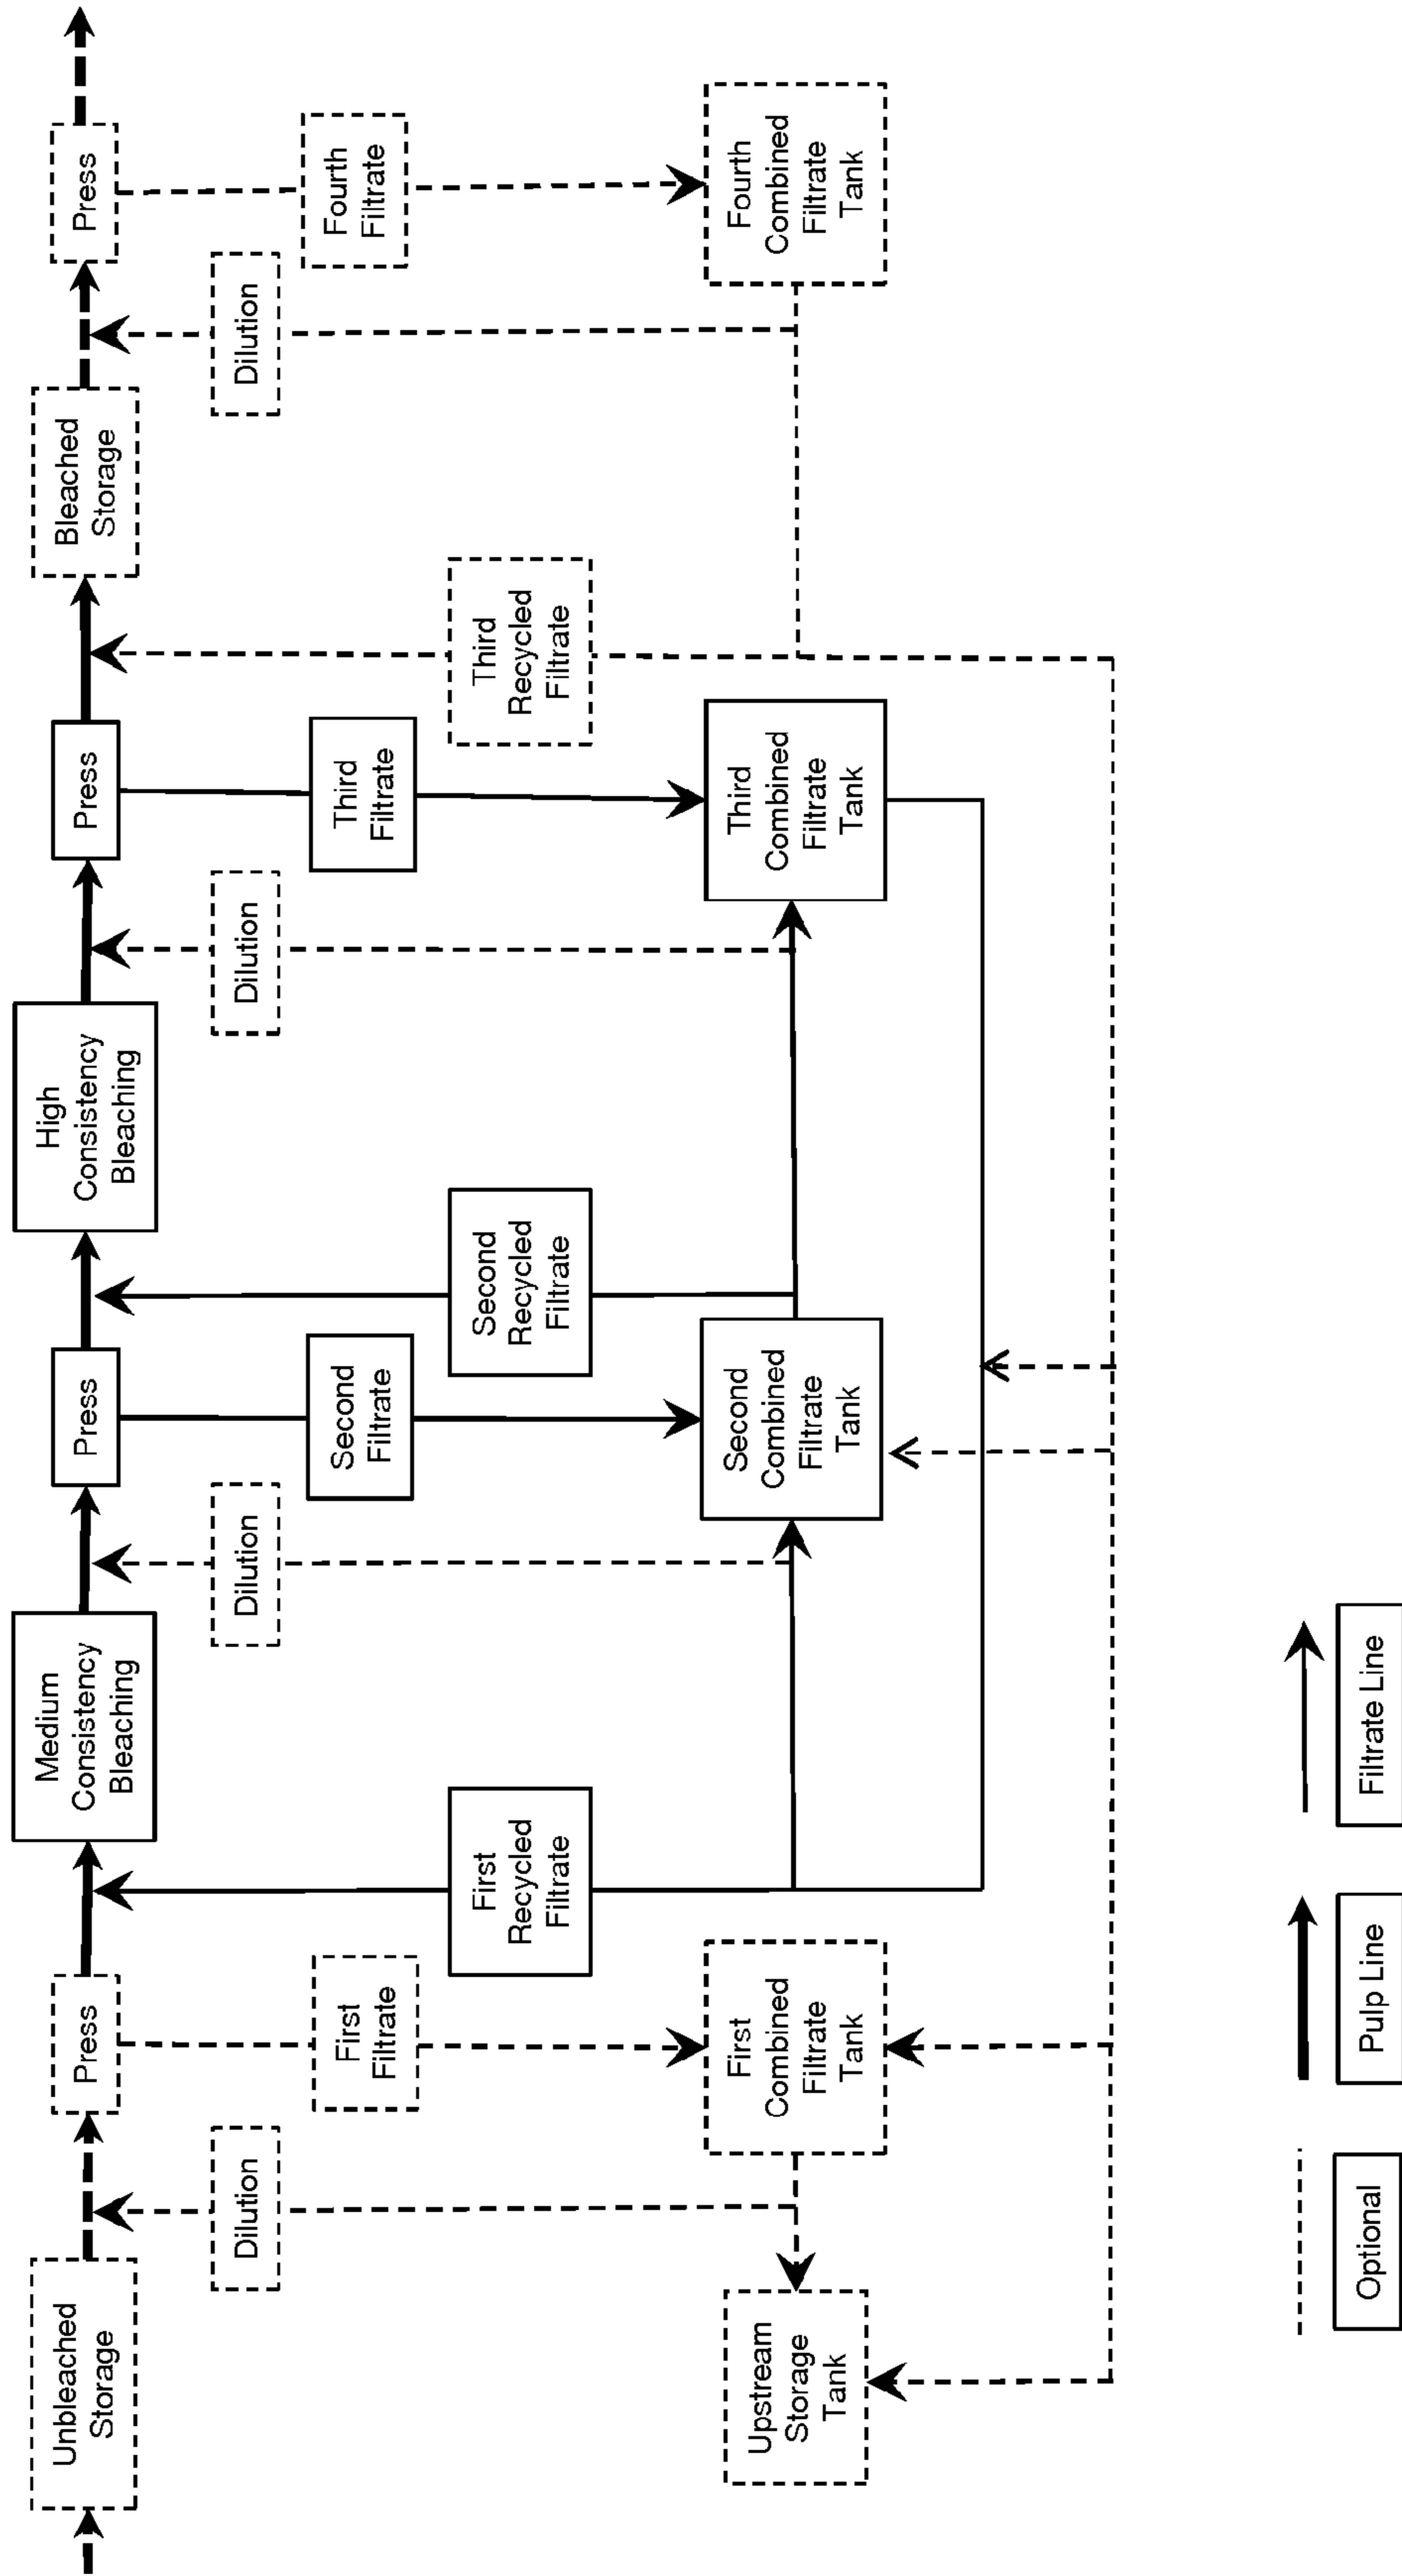 Unbleached
Storage
Press
Medium
Consistency
Bleaching
Press
High
Consistency
Bleaching
Press
Bleached
Storage
Press
Dilution
Dilution
Dilution
Dilution
First
Filtrate
Second
Filtrate
Third
Filtrate
Fourth
Filtrate
First
Recycled
Filtrate
Second
Recycled
Filtrate
Third
Recycled
Filtrate
Upstream
Storage
Tank
First
Combined
Filtrate
Tank
Second
Combined
Filtrate
Tank
Third
Combined
Filtrate
Tank
Fourth
Combined
Filtrate
Tank
Optional
Pulp Line
Filtrate Line